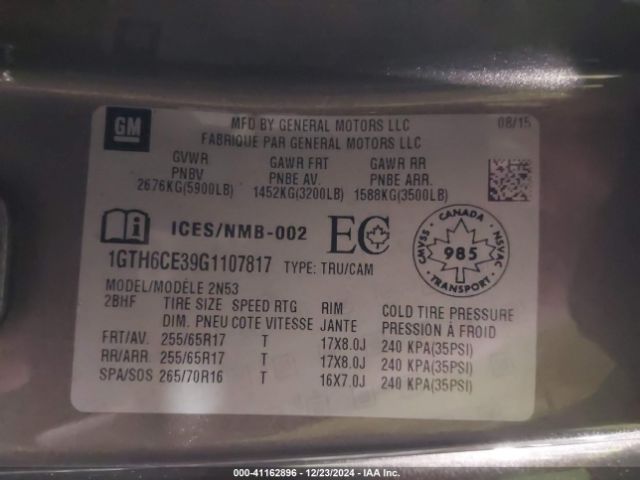 GM
MFD BY GENERAL MOTORS LLC 08/15
FABRIQUE PAR GENERAL MOTORS LLC
GVWR GAWR FRT GAWR RR
PNBV PNBE AV. PNBE ARR.
2676KG(5900LB) 1452KG(3200LB) 1588KG(3500LB)
ICES/NMB-002 EC
CANADA
CMVSS 985 NSVAC
TRANSPORT
1GTH6CE39G1107817 TYPE: TRU/CAM
MODEL/MODÈLE 2N53
2BHF TIRE SIZE SPEED RTG RIM COLD TIRE PRESSURE
DIM. PNEU COTE VITESSE JANTE PRESSION À FROID
FRT/AV. 255/65R17 T 17X8.0J 240 KPA(35PSI)
RR/ARR. 255/65R17 T 17X8.0J 240 KPA(35PSI)
SPA/SOS 265/70R16 T 16X7.0J 240 KPA(35PSI)
000-41162896 - 12/23/2024 - IAA Inc.